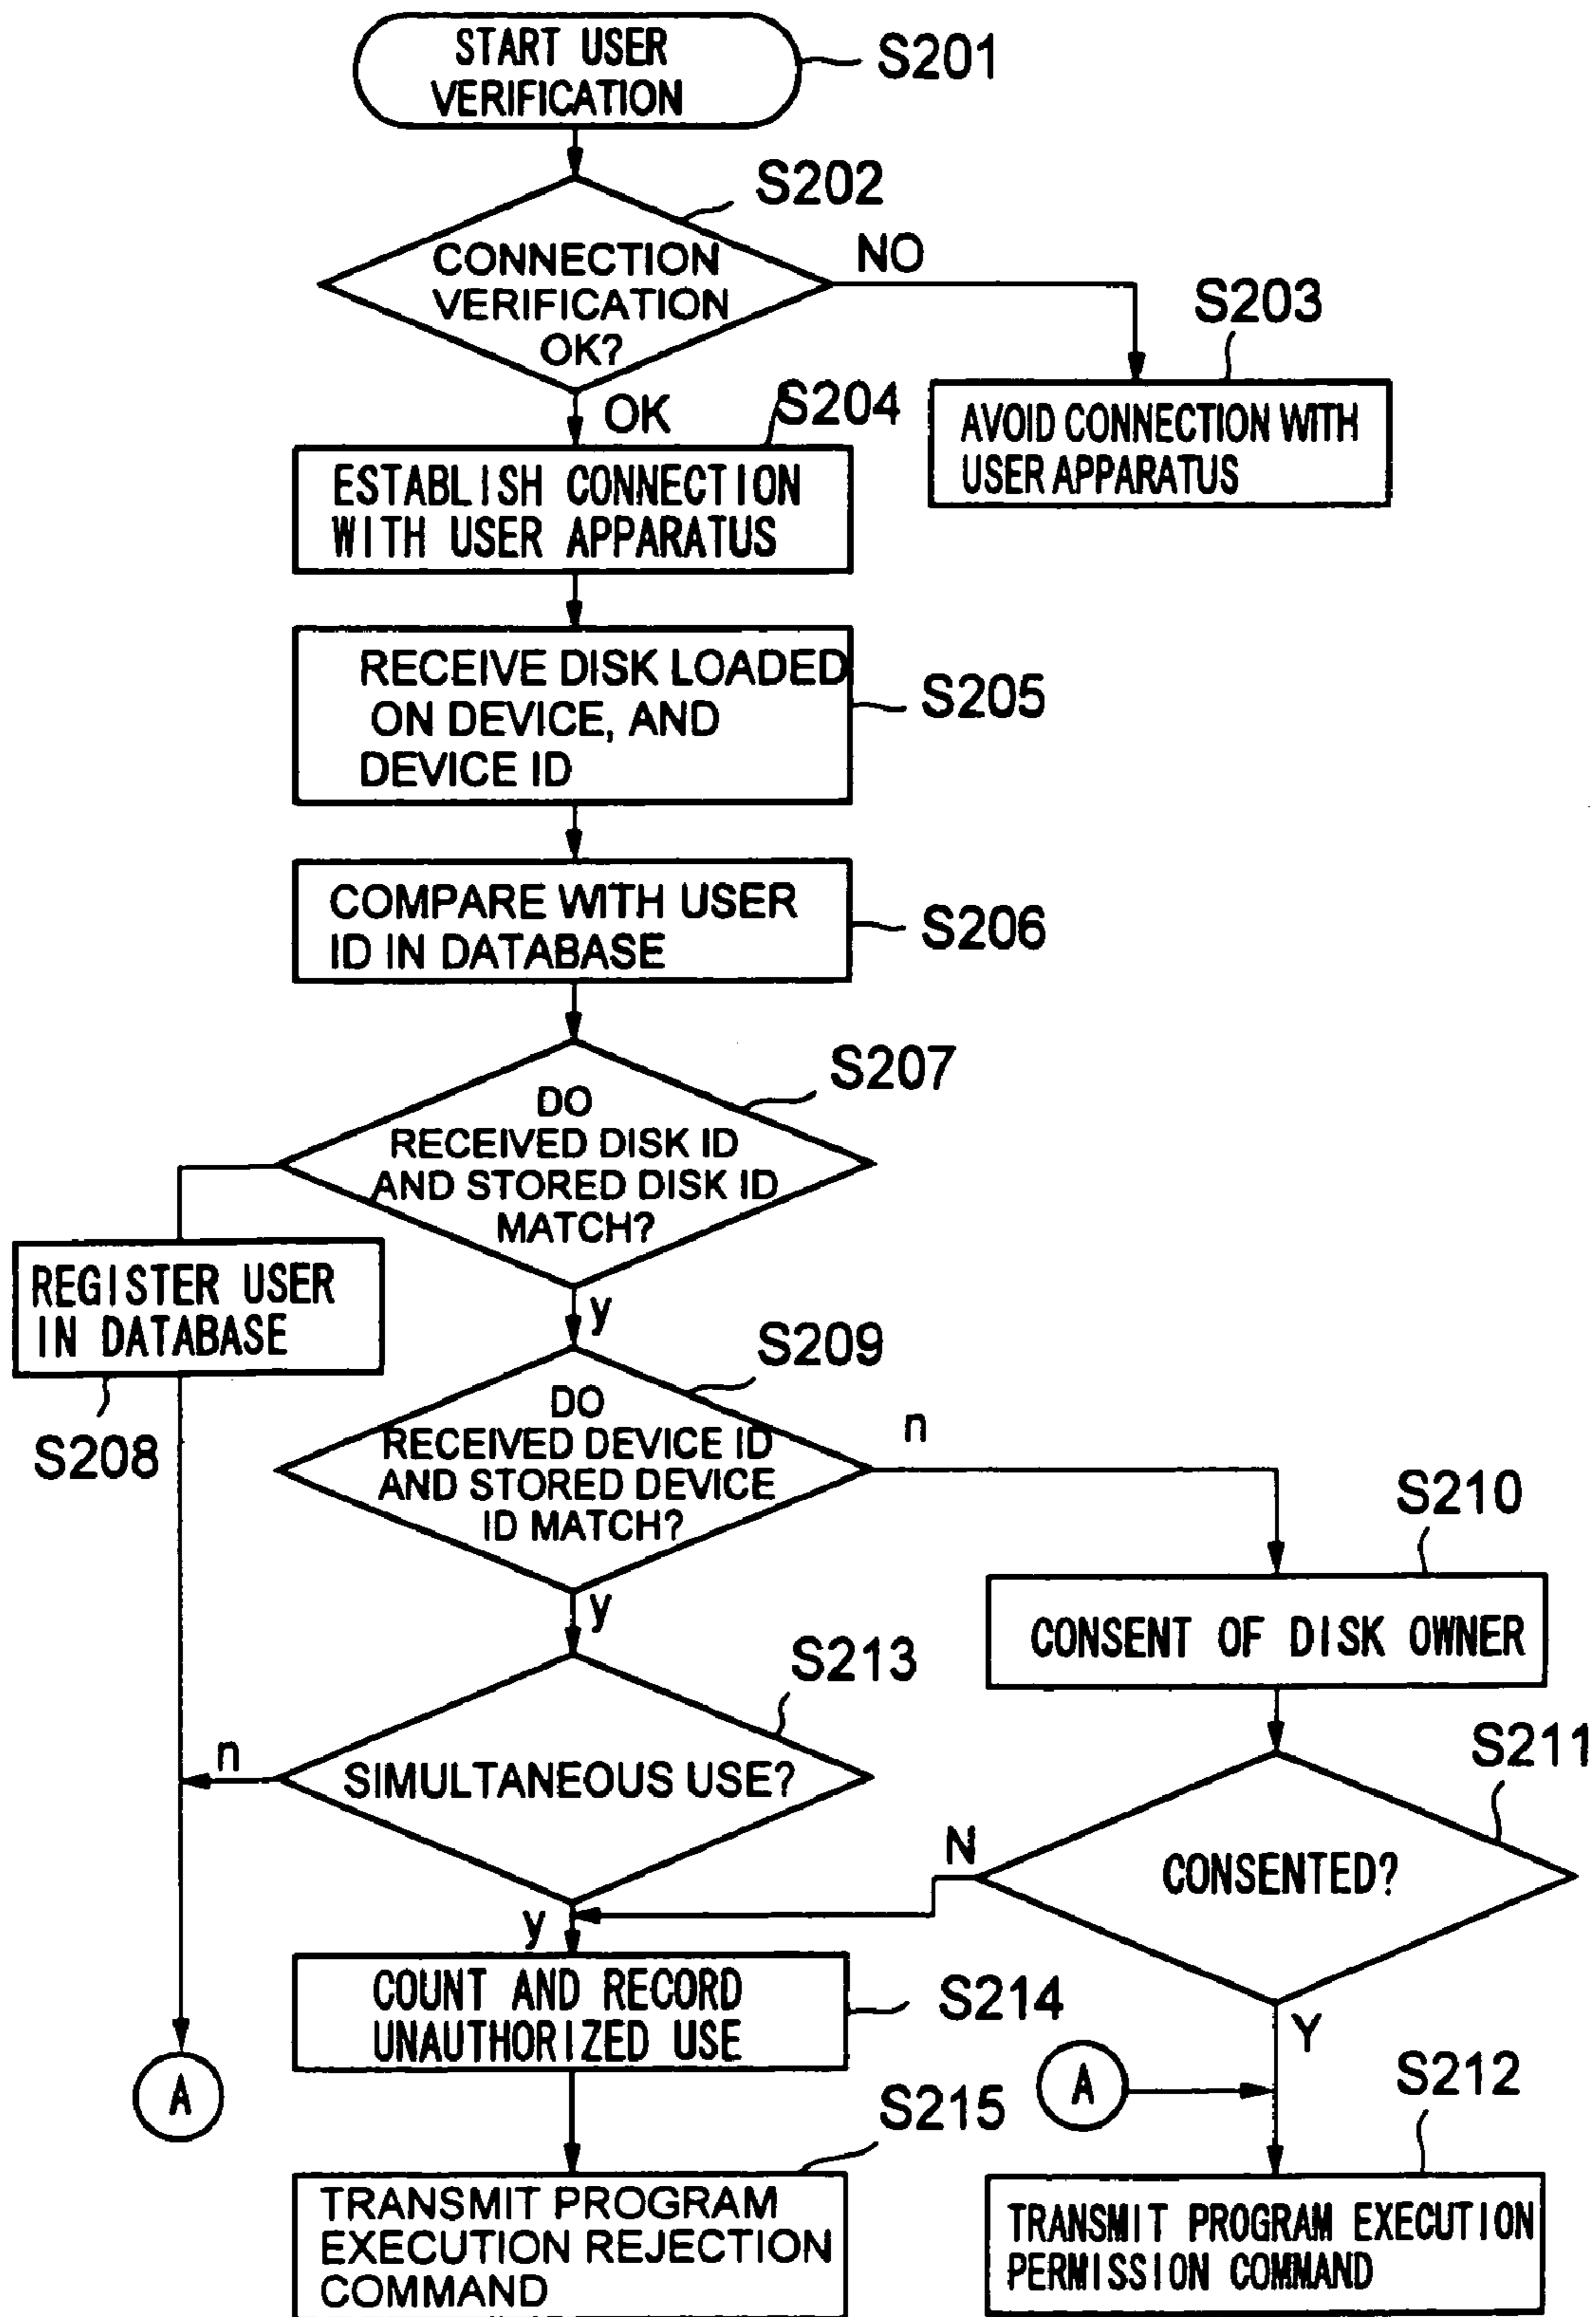 START USER
VERIFICATION
S201
S202
CONNECTION
VERIFICATION
OK?
NO
S203
AVOID CONNECTION WITH
USER APPARATUS
OK
S204
ESTABLISH CONNECTION
WITH USER APPARATUS
RECEIVE DISK LOADED
ON DEVICE, AND
DEVICE ID
S205
COMPARE WITH USER
ID IN DATABASE
S206
S207
DO
RECEIVED DISK ID
AND STORED DISK ID
MATCH?
REGISTER USER
IN DATABASE
S208
y
S209
DO
RECEIVED DEVICE ID
AND STORED DEVICE
ID MATCH?
n
S210
CONSENT OF DISK OWNER
y
S213
SIMULTANEOUS USE?
n
S211
CONSENTED?
N
y
COUNT AND RECORD
UNAUTHORIZED USE
S214
Y
A
A
S215
S212
TRANSMIT PROGRAM
EXECUTION REJECTION
COMMAND
TRANSMIT PROGRAM EXECUTION
PERMISSION COMMAND